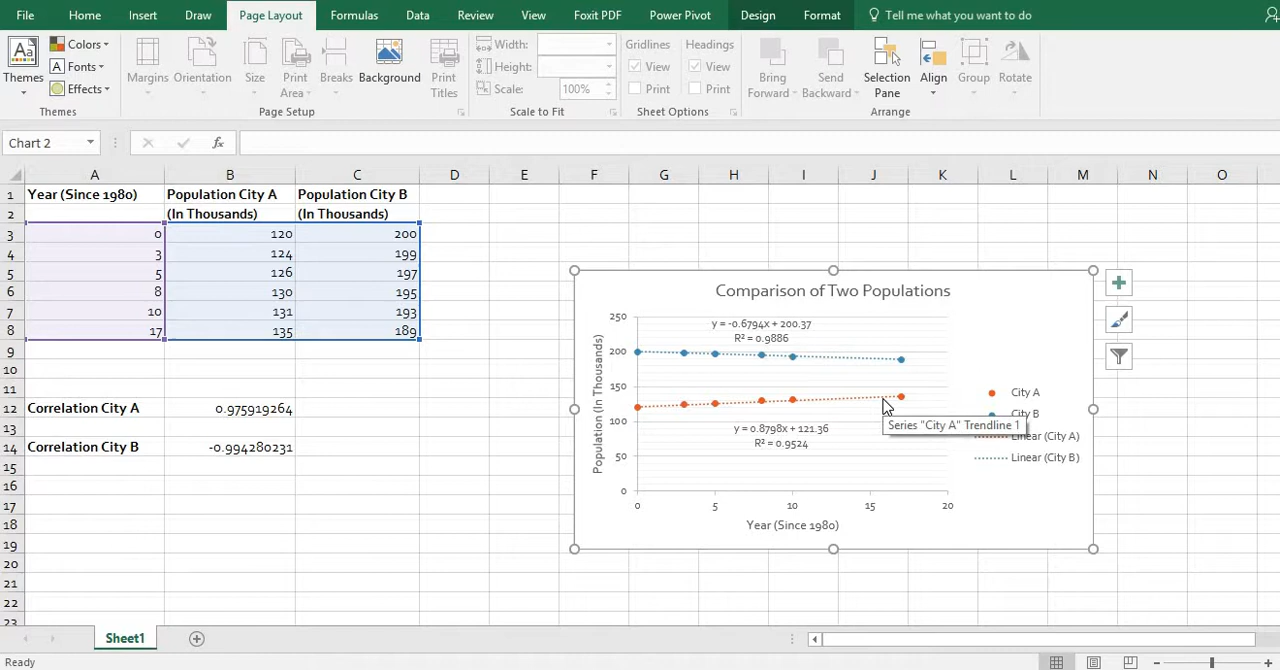 File Home Insert Draw Page Layout Formulas Data Review View Foxit PDF Power Pivot Design Format Tell me what you want to do
Aa Colors Width: Gridlines Headings
Fonts Height: View View
Themes Effects Margins Orientation Size Print Area Breaks Background Print Titles Scale: 100% Print Print Bring Forward Send Backward Selection Pane Align Group Rotate
Themes Page Setup Scale to Fit Sheet Options Arrange
Chart 2 fx
A B C D E F G H I J K L M N O
1 Year (Since 1980) Population City A Population City B
2 (In Thousands) (In Thousands)
3 0 120 200
4 3 124 199
5 5 126 197
6 8 130 195
7 10 131 193
8 17 135 189
9
10
11
12 Correlation City A 0.975919264
13
14 Correlation City B -0.994280231
15
16
17
18
19
20
21
22
23
Comparison of Two Populations
Population (In Thousands)
250
200
150
100
50
0
y = -0.6794x + 200.37
R² = 0.9886
y = 0.8798x + 121.36
R² = 0.9524
0 5 10 15 20
Year (Since 1980)
City A
City B
Linear (City A)
Linear (City B)
Series "City A" Trendline 1
Sheet1
Ready